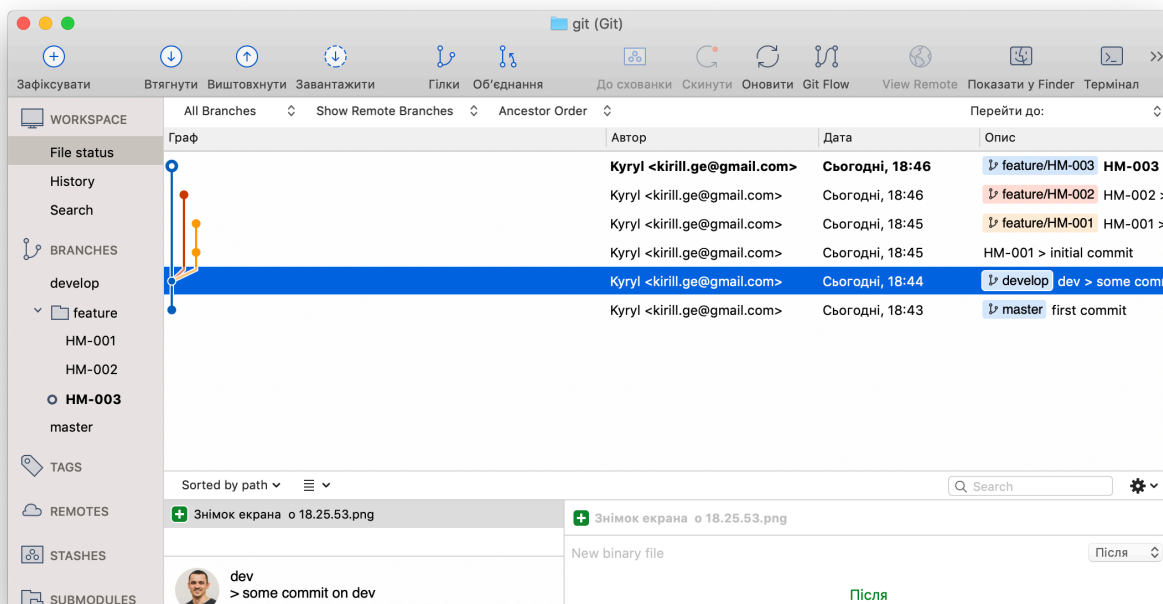 git (Git)
Зафіксувати Втягнути Виштовхнути Завантажити Гілки Об'єднання До схованки Скинути Оновити Git Flow View Remote Показати у Finder Термінал
WORKSPACE
File status
History
Search
BRANCHES
develop
feature
HM-001
HM-002
HM-003
master
TAGS
REMOTES
STASHES
SUBMODULES
All Branches Show Remote Branches Ancestor Order Перейти до:
Граф Автор Дата Опис
Kyryl <kirill.ge@gmail.com> Сьогодні, 18:46 feature/HM-003 HM-003
Kyryl <kirill.ge@gmail.com> Сьогодні, 18:46 feature/HM-002 HM-002 >
Kyryl <kirill.ge@gmail.com> Сьогодні, 18:45 feature/HM-001 HM-001 >
Kyryl <kirill.ge@gmail.com> Сьогодні, 18:45 HM-001 > initial commit
Kyryl <kirill.ge@gmail.com> Сьогодні, 18:44 develop dev > some com
Kyryl <kirill.ge@gmail.com> Сьогодні, 18:43 master first commit
Sorted by path Search
Знімок екрана о 18.25.53.png
dev
> some commit on dev
Знімок екрана о 18.25.53.png
New binary file Після
Після